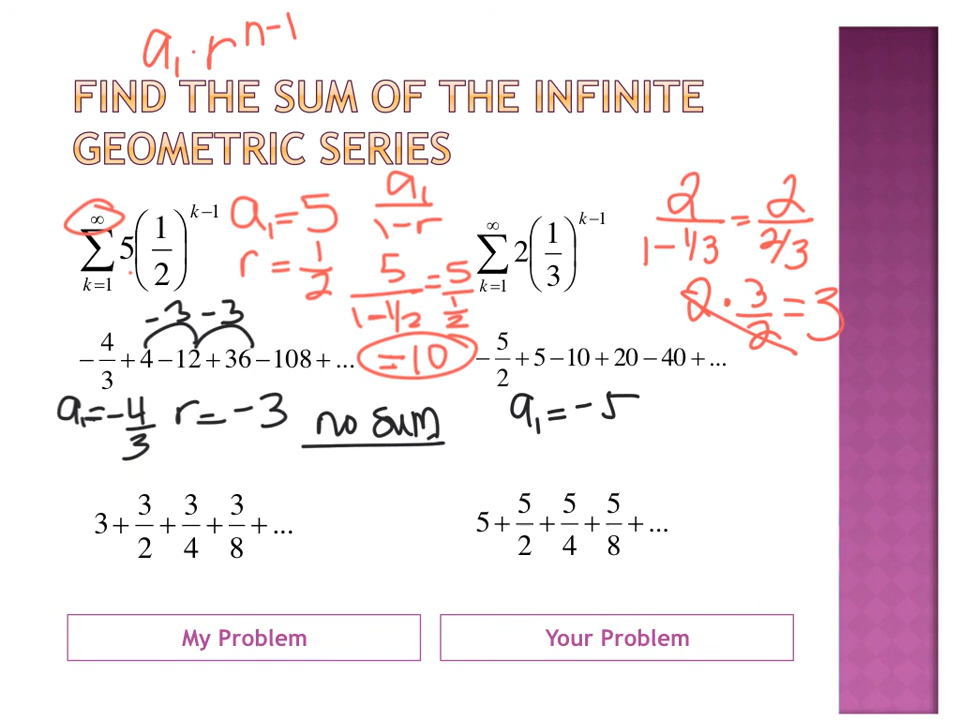 a₁ · r^(n-1)
FIND THE SUM OF THE INFINITE
GEOMETRIC SERIES
∞ Σ k=1 5(1/2)^(k−1)
a₁ = 5
r = 1/2
a₁/(1-r)
5/(1-1/2) = 5/(1/2)
= 10
∞ Σ k=1 2(1/3)^(k−1)
2/(1-1/3) = 2/(2/3)
2 · 3/2 = 3
-3 -3
−4/3 + 4 − 12 + 36 − 108 + ...
a₁ = -4/3 r = -3 no sum
−5/2 + 5 − 10 + 20 − 40 + ...
a₁ = -5
3 + 3/2 + 3/4 + 3/8 + ...
5 + 5/2 + 5/4 + 5/8 + ...
My Problem
Your Problem